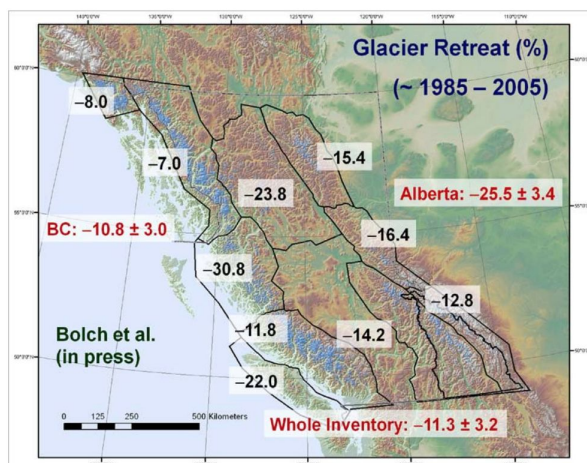 Glacier Retreat (%)
(~ 1985 – 2005)
–8.0
–7.0
–15.4
–23.8
Alberta: –25.5 ± 3.4
BC: –10.8 ± 3.0
–16.4
–30.8
–12.8
Bolch et al.
(in press)
–11.8
–14.2
–22.0
0 125 250 500 Kilometers
Whole Inventory: –11.3 ± 3.2